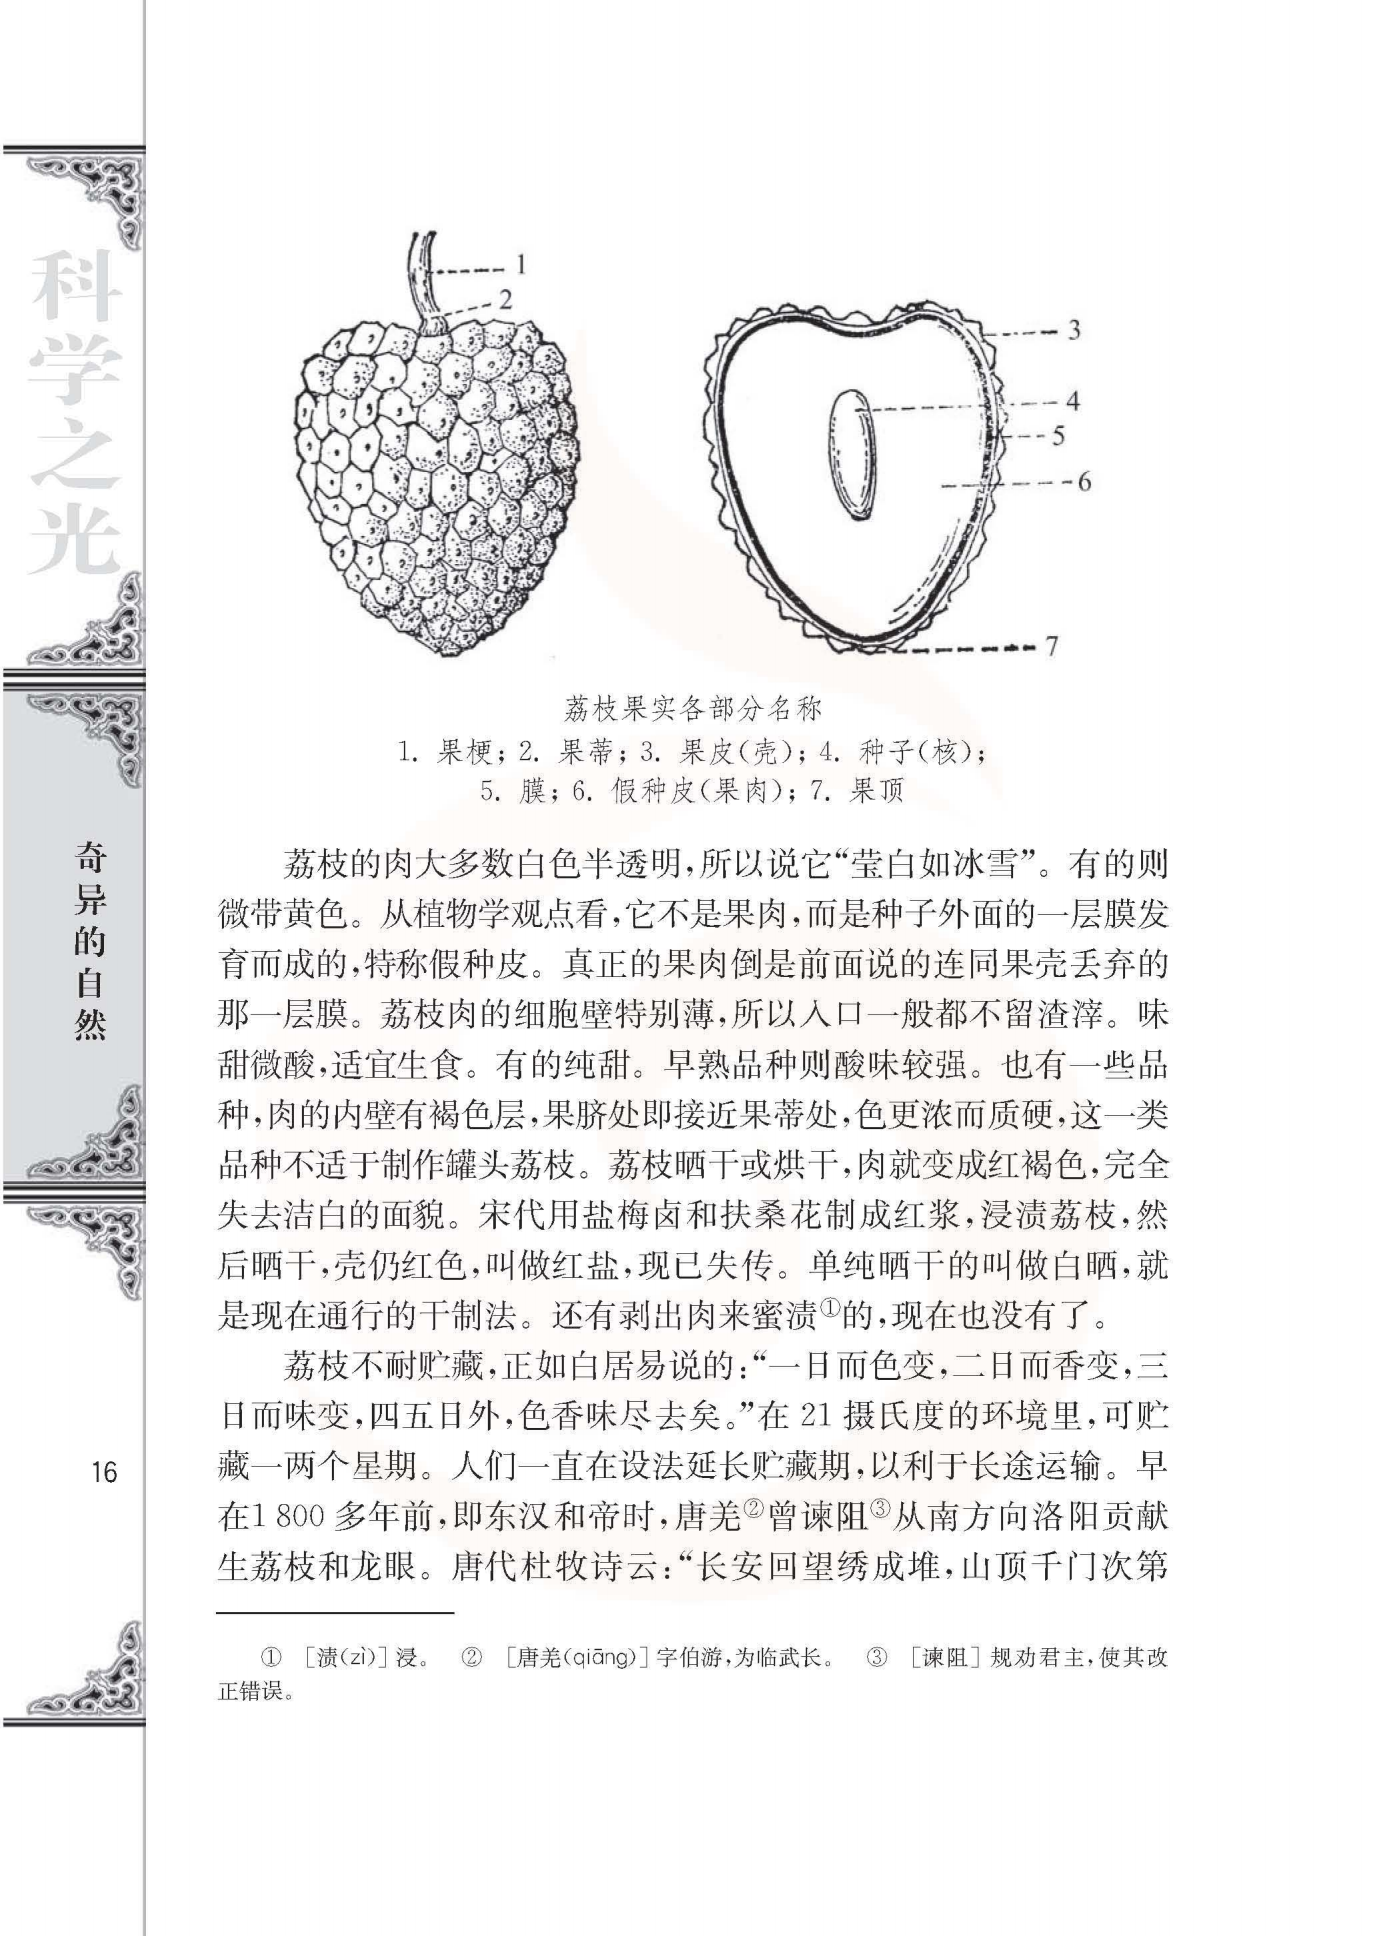 科学之光
奇异的自然
16
1
2
3
4
5
6
7
荔枝果实各部分名称
1. 果梗；2. 果蒂；3. 果皮(壳)；4. 种子(核)；
5. 膜；6. 假种皮(果肉)；7. 果顶
荔枝的肉大多数白色半透明，所以说它“莹白如冰雪”。有的则
微带黄色。从植物学观点看，它不是果肉，而是种子外面的一层膜发
育而成的，特称假种皮。真正的果肉倒是前面说的连同果壳丢弃的
那一层膜。荔枝肉的细胞壁特别薄，所以入口一般都不留渣滓。味
甜微酸，适宜生食。有的纯甜。早熟品种则酸味较强。也有一些品
种，肉的内壁有褐色层，果脐处即接近果蒂处，色更浓而质硬，这一类
品种不适于制作罐头荔枝。荔枝晒干或烘干，肉就变成红褐色，完全
失去洁白的面貌。宋代用盐梅卤和扶桑花制成红浆，浸渍荔枝，然
后晒干，壳仍红色，叫做红盐，现已失传。单纯晒干的叫做白晒，就
是现在通行的干制法。还有剥出肉来蜜渍①的，现在也没有了。
荔枝不耐贮藏，正如白居易说的：“一日而色变，二日而香变，三
日而味变，四五日外，色香味尽去矣。”在 21 摄氏度的环境里，可贮
藏一两个星期。人们一直在设法延长贮藏期，以利于长途运输。早
在1 800 多年前，即东汉和帝时，唐羌②曾谏阻③从南方向洛阳贡献
生荔枝和龙眼。唐代杜牧诗云：“长安回望绣成堆，山顶千门次第
① ［渍(zì)］浸。 ② ［唐羌(qiāng)］字伯游，为临武长。 ③ ［谏阻］规劝君主，使其改
正错误。